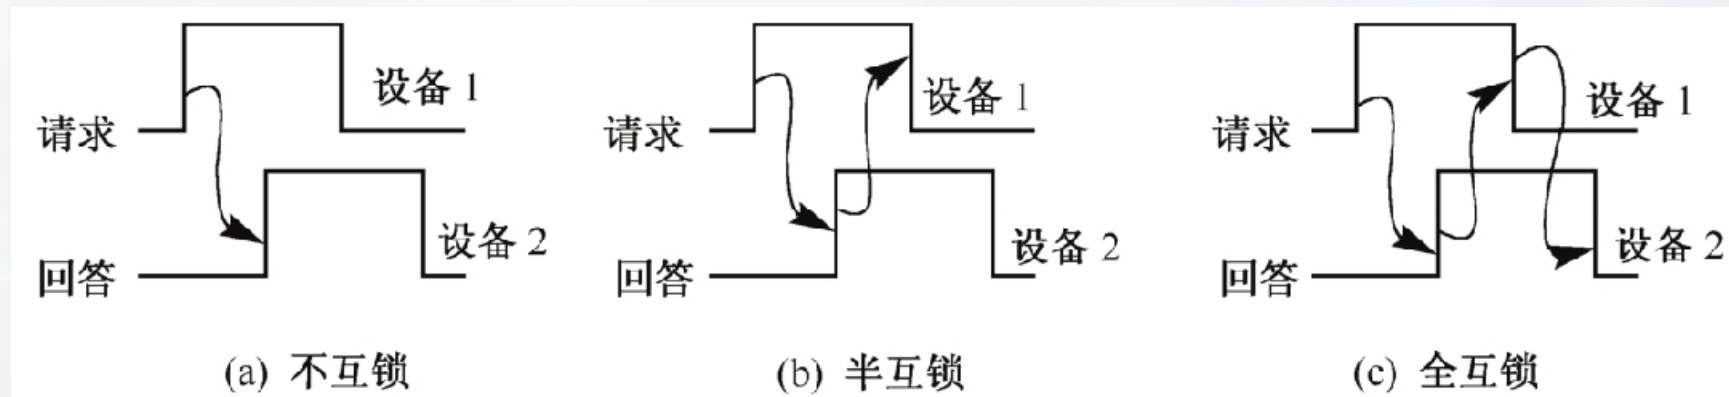 设备 1 设备 1 设备 1
请求 请求 请求
设备 2 设备 2 设备 2
回答 回答 回答
(a) 不互锁 (b) 半互锁 (c) 全互锁